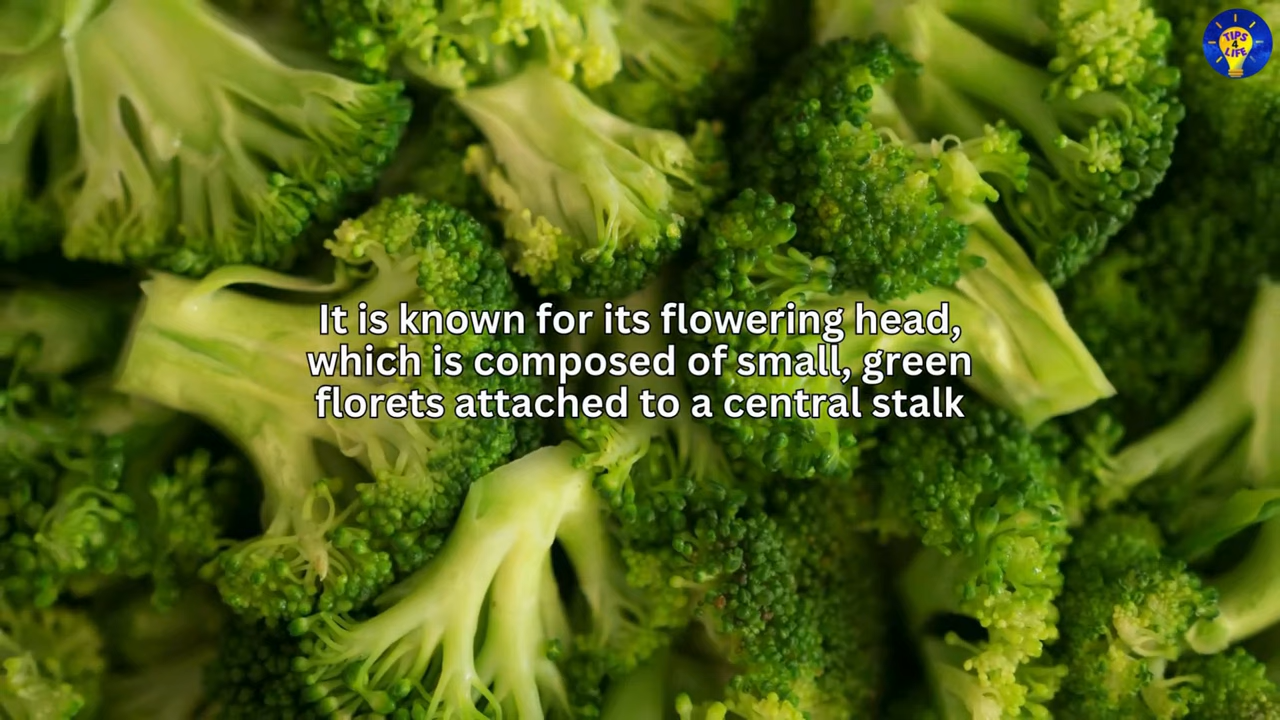 TIPS
4
LIFE
It is known for its flowering head,
which is composed of small, green
florets attached to a central stalk